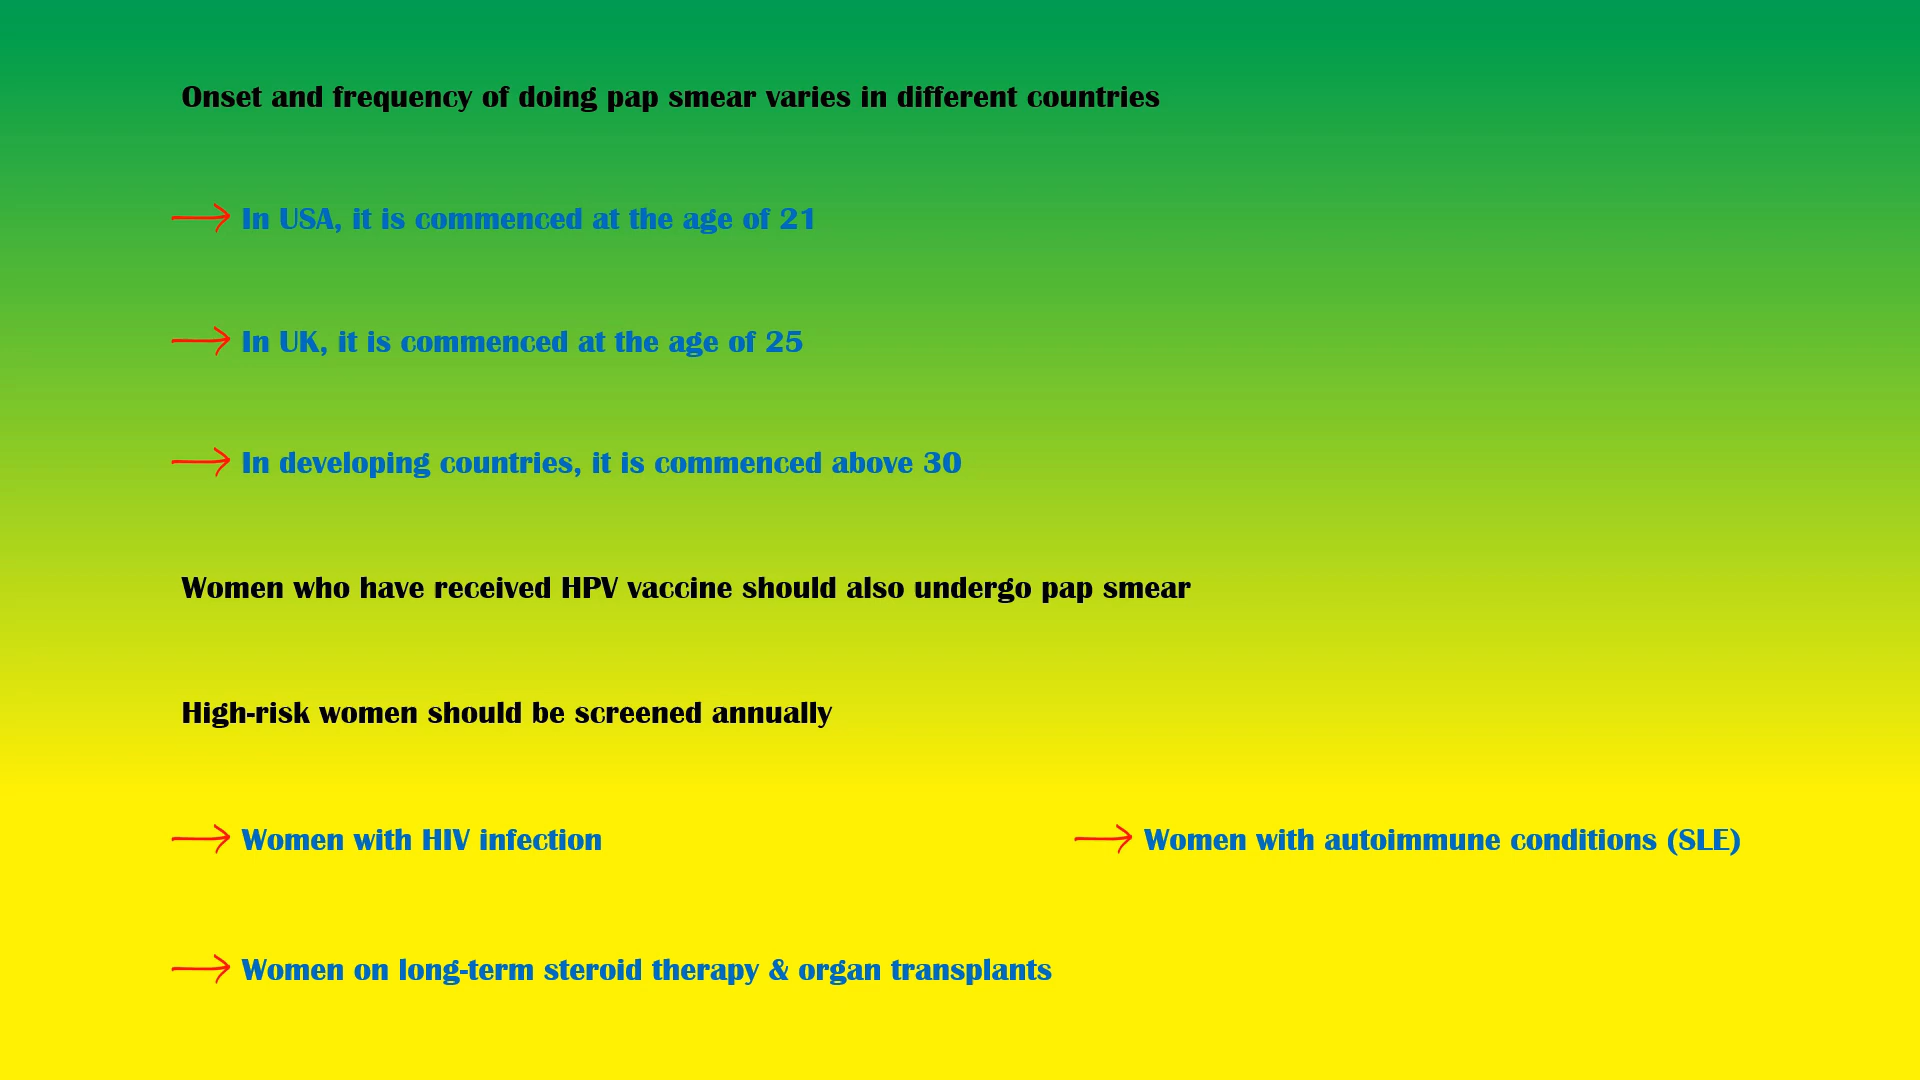 Onset and frequency of doing pap smear varies in different countries
In USA, it is commenced at the age of 21
In UK, it is commenced at the age of 25
In developing countries, it is commenced above 30
Women who have received HPV vaccine should also undergo pap smear
High-risk women should be screened annually
Women with HIV infection
Women with autoimmune conditions (SLE)
Women on long-term steroid therapy & organ transplants